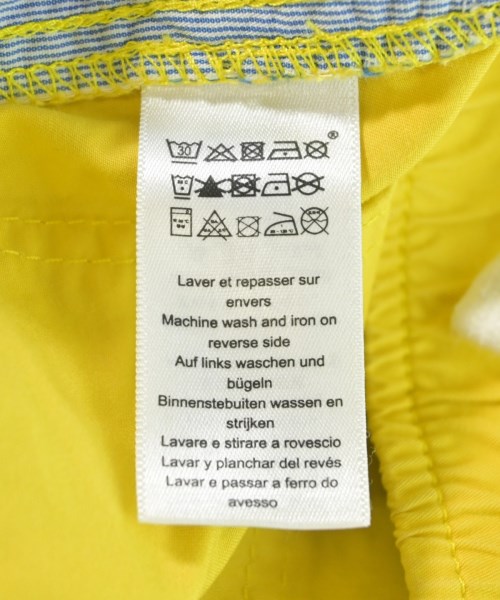 30 ®
Laver et repasser sur
envers
Machine wash and iron on
reverse side
Auf links waschen und
bügeln
Binnenstebuiten wassen en
strijken
Lavare e stirare a rovescio
Lavar y planchar del revés
Lavar e passar a ferro do
avesso